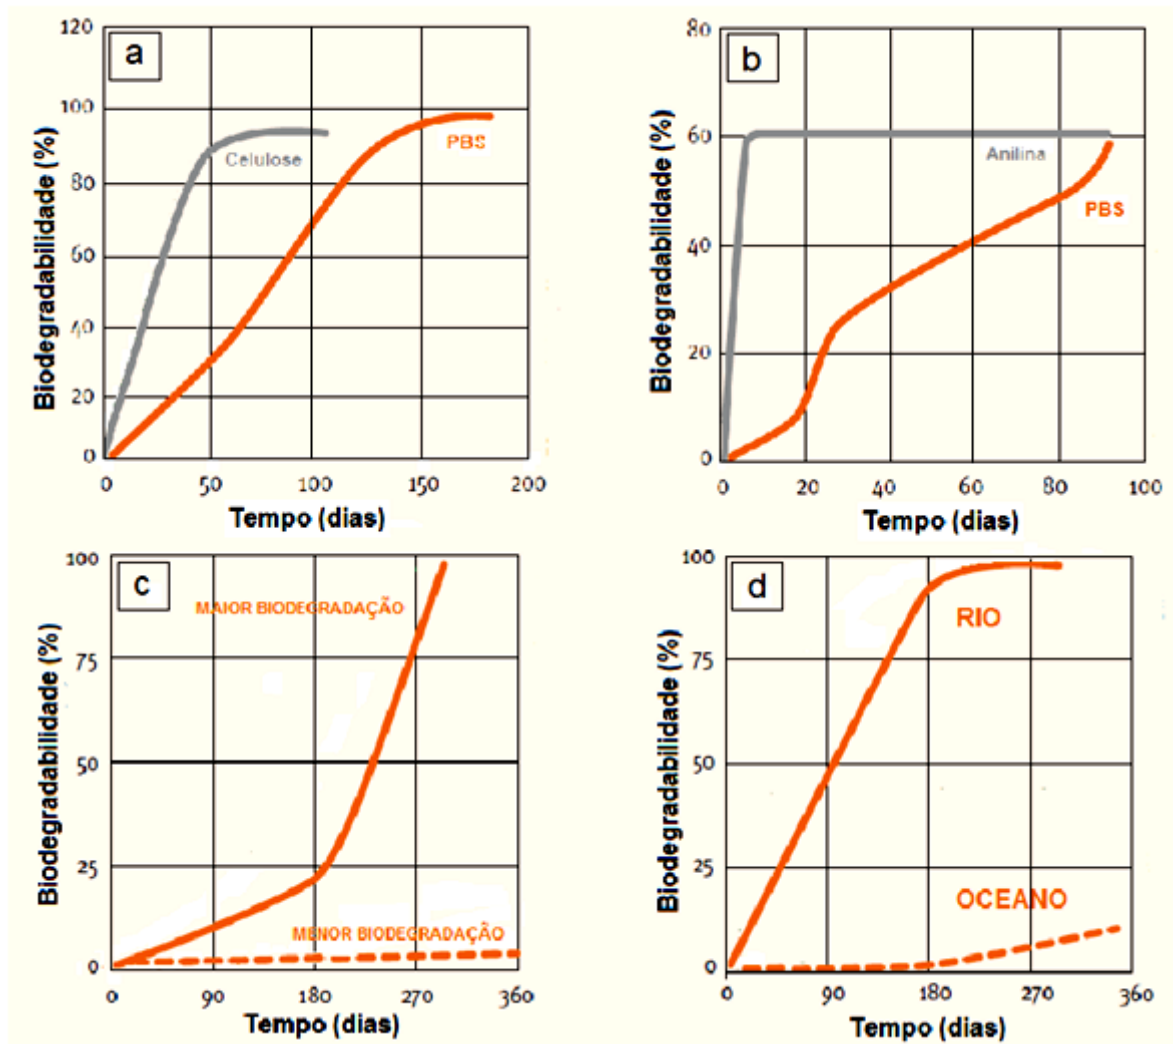 a
Biodegradabilidade (%)
120
100
80
60
40
20
0
Celulose
PBS
0 50 100 150 200
Tempo (dias)
b
Biodegradabilidade (%)
80
60
40
20
0
Anilina
PBS
0 20 40 60 80 100
Tempo (dias)
c
Biodegradabilidade (%)
100
75
50
25
0
MAIOR BIODEGRADAÇÃO
MENOR BIODEGRADAÇÃO
0 90 180 270 360
Tempo (dias)
d
Biodegradabilidade (%)
100
75
50
25
0
RIO
OCEANO
0 90 180 270 360
Tempo (dias)